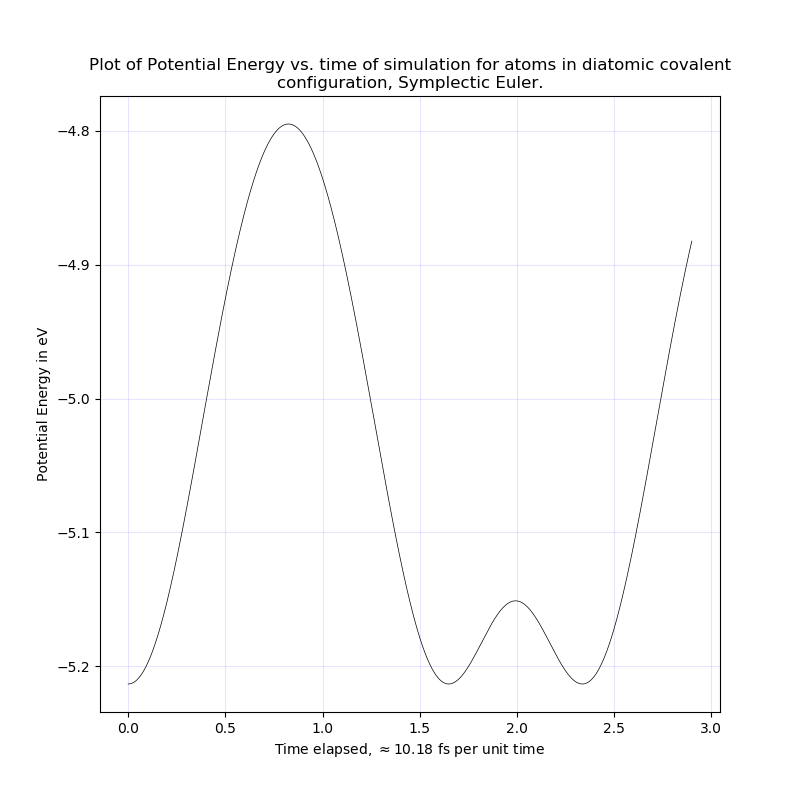 Plot of Potential Energy vs. time of simulation for atoms in diatomic covalent
configuration, Symplectic Euler.
−4.8
−4.9
−5.0
−5.1
−5.2
Potential Energy in eV
0.0 0.5 1.0 1.5 2.0 2.5 3.0
Time elapsed, ≈ 10.18 fs per unit time